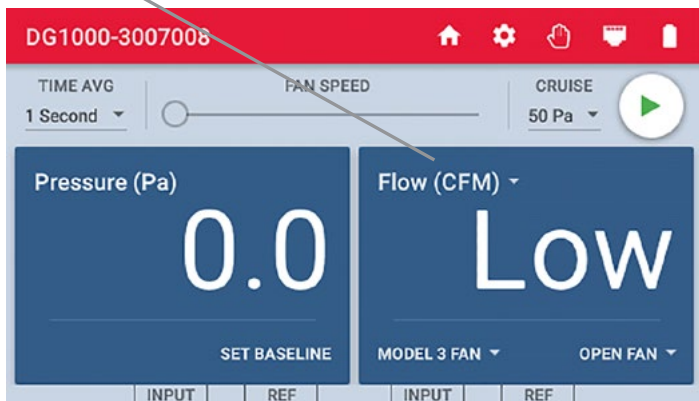 DG1000-3007008
TIME AVG FAN SPEED CRUISE
1 Second 50 Pa
Pressure (Pa) Flow (CFM)
0.0 Low
SET BASELINE MODEL 3 FAN OPEN FAN
INPUT REF INPUT REF